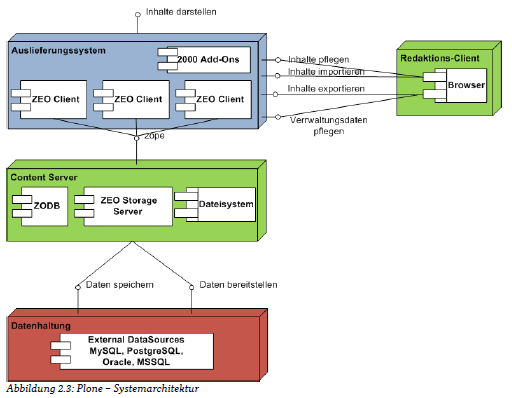 Inhalte darstellen
Auslieferungssystem
2000 Add-Ons
ZEO Client
ZEO Client
ZEO Client
Inhalte pflegen
Inhalte importieren
Inhalte exportieren
Verrwaltungsdaten
pflegen
Redaktions-Client
Browser
Zope
Content Server
ZODB
ZEO Storage
Server
Dateisystem
Daten speichern
Daten bereitstellen
Datenhaltung
External DataSources
MySQL, PostgreSQL,
Oracle, MSSQL
Abbildung 2.3: Plone – Systemarchitektur